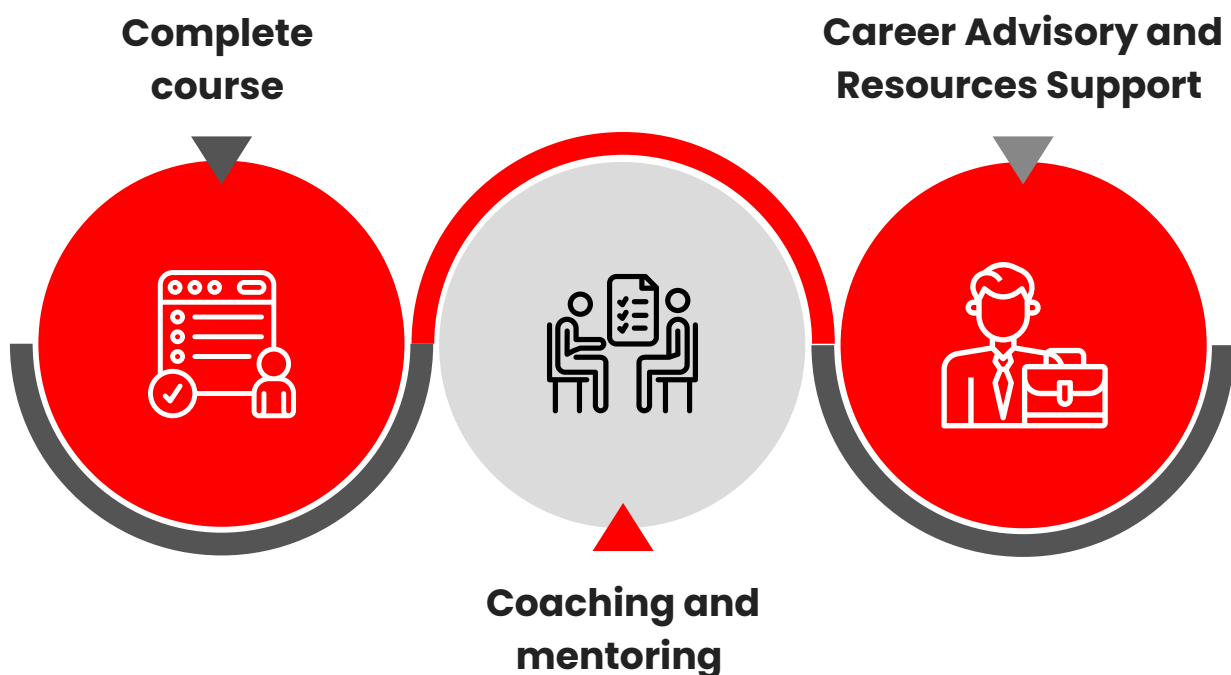 Complete
course
Career Advisory and
Resources Support
Coaching and
mentoring